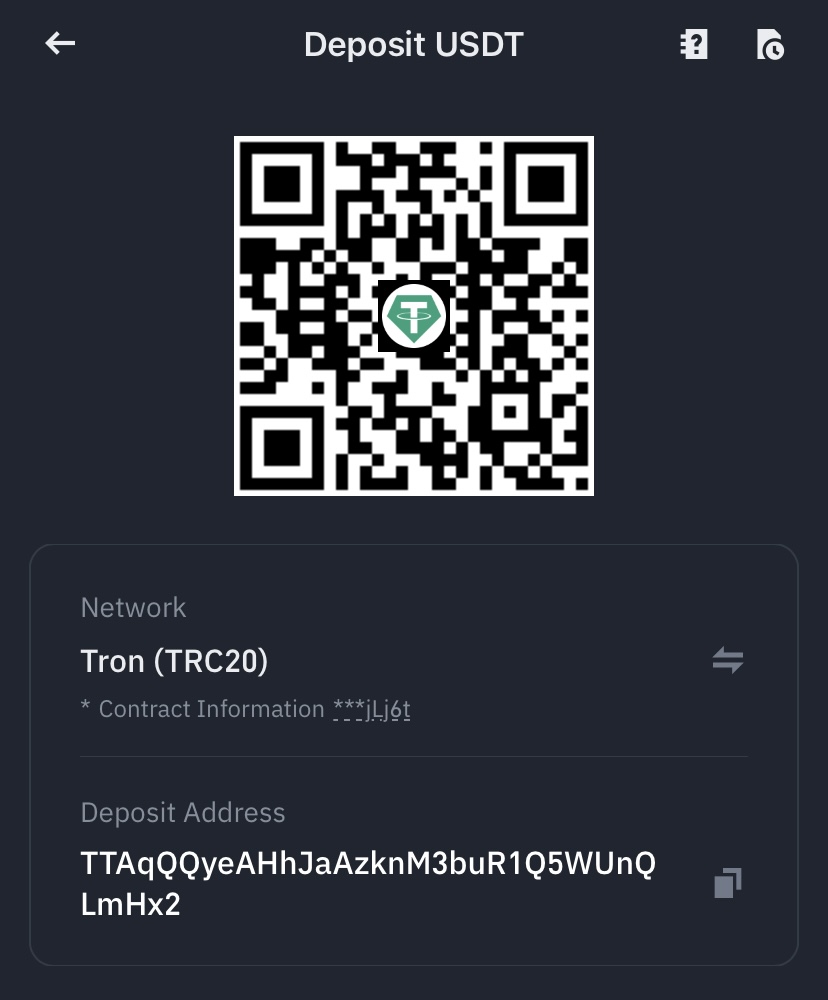 Deposit USDT
Network
Tron (TRC20)
* Contract Information ***jLj6t
Deposit Address
TTAqQQyeAHhJaAzknM3buR1Q5WUnQ
LmHx2